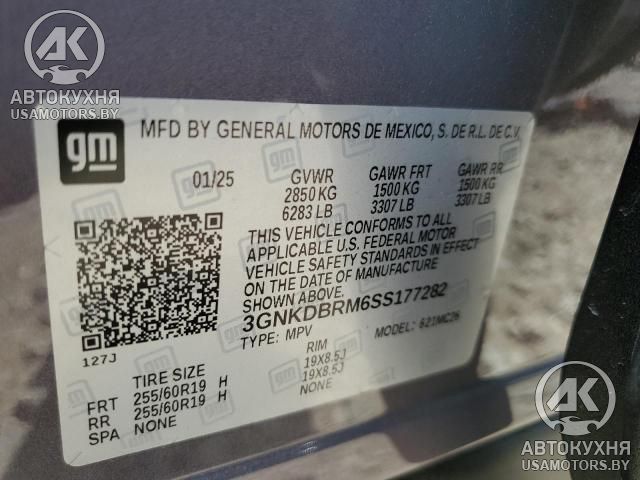 AK
АВТОКУХНЯ
USAMOTORS.BY
gm
MFD BY GENERAL MOTORS DE MEXICO, S. DE R.L. DE C.V.
01/25 GVWR GAWR FRT GAWR RR
2850 KG 1500 KG 1500 KG
6283 LB 3307 LB 3307 LB
THIS VEHICLE CONFORMS TO ALL
APPLICABLE U.S. FEDERAL MOTOR
VEHICLE SAFETY STANDARDS IN EFFECT
ON THE DATE OF MANUFACTURE
SHOWN ABOVE.
3GNKDBRM6SS177282
TYPE: MPV MODEL: 621MC26
127J
TIRE SIZE RIM
FRT 255/60R19 H 19X8.5J
RR 255/60R19 H 19X8.5J
SPA NONE NONE
AK
АВТОКУХНЯ
USAMOTORS.BY